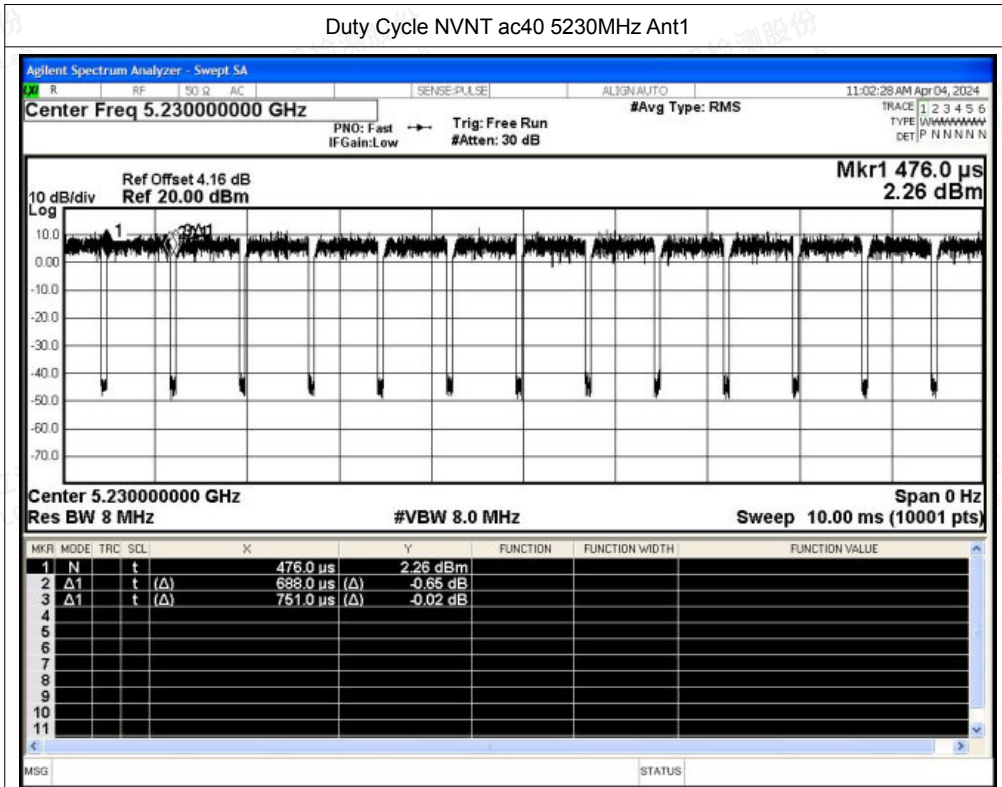 Duty Cycle NVNT ac40 5230MHz Ant1
Agilent Spectrum Analyzer - Swept SA
R RF 50 Ω AC SENSE:PULSE ALIGN AUTO 11:02:28 AM Apr 04, 2024
Center Freq 5.230000000 GHz #Avg Type: RMS TRACE 1 2 3 4 5 6
PNO: Fast Trig: Free Run TYPE
IFGain:Low #Atten: 30 dB DET P N N N N N
Mkr1 476.0 µs
Ref Offset 4.16 dB
10 dB/div Ref 20.00 dBm 2.26 dBm
Log
10.0
1
0.00
-10.0
-20.0
-30.0
-40.0
-50.0
-60.0
-70.0
Center 5.230000000 GHz Span 0 Hz
Res BW 8 MHz #VBW 8.0 MHz Sweep 10.00 ms (10001 pts)
MKR MODE TRC SCL X Y FUNCTION FUNCTION WIDTH FUNCTION VALUE
1 N t 476.0 µs 2.26 dBm
2 Δ1 t (Δ) 688.0 µs (Δ) -0.65 dB
3 Δ1 t (Δ) 751.0 µs (Δ) -0.02 dB
4
5
6
7
8
9
10
11
MSG STATUS